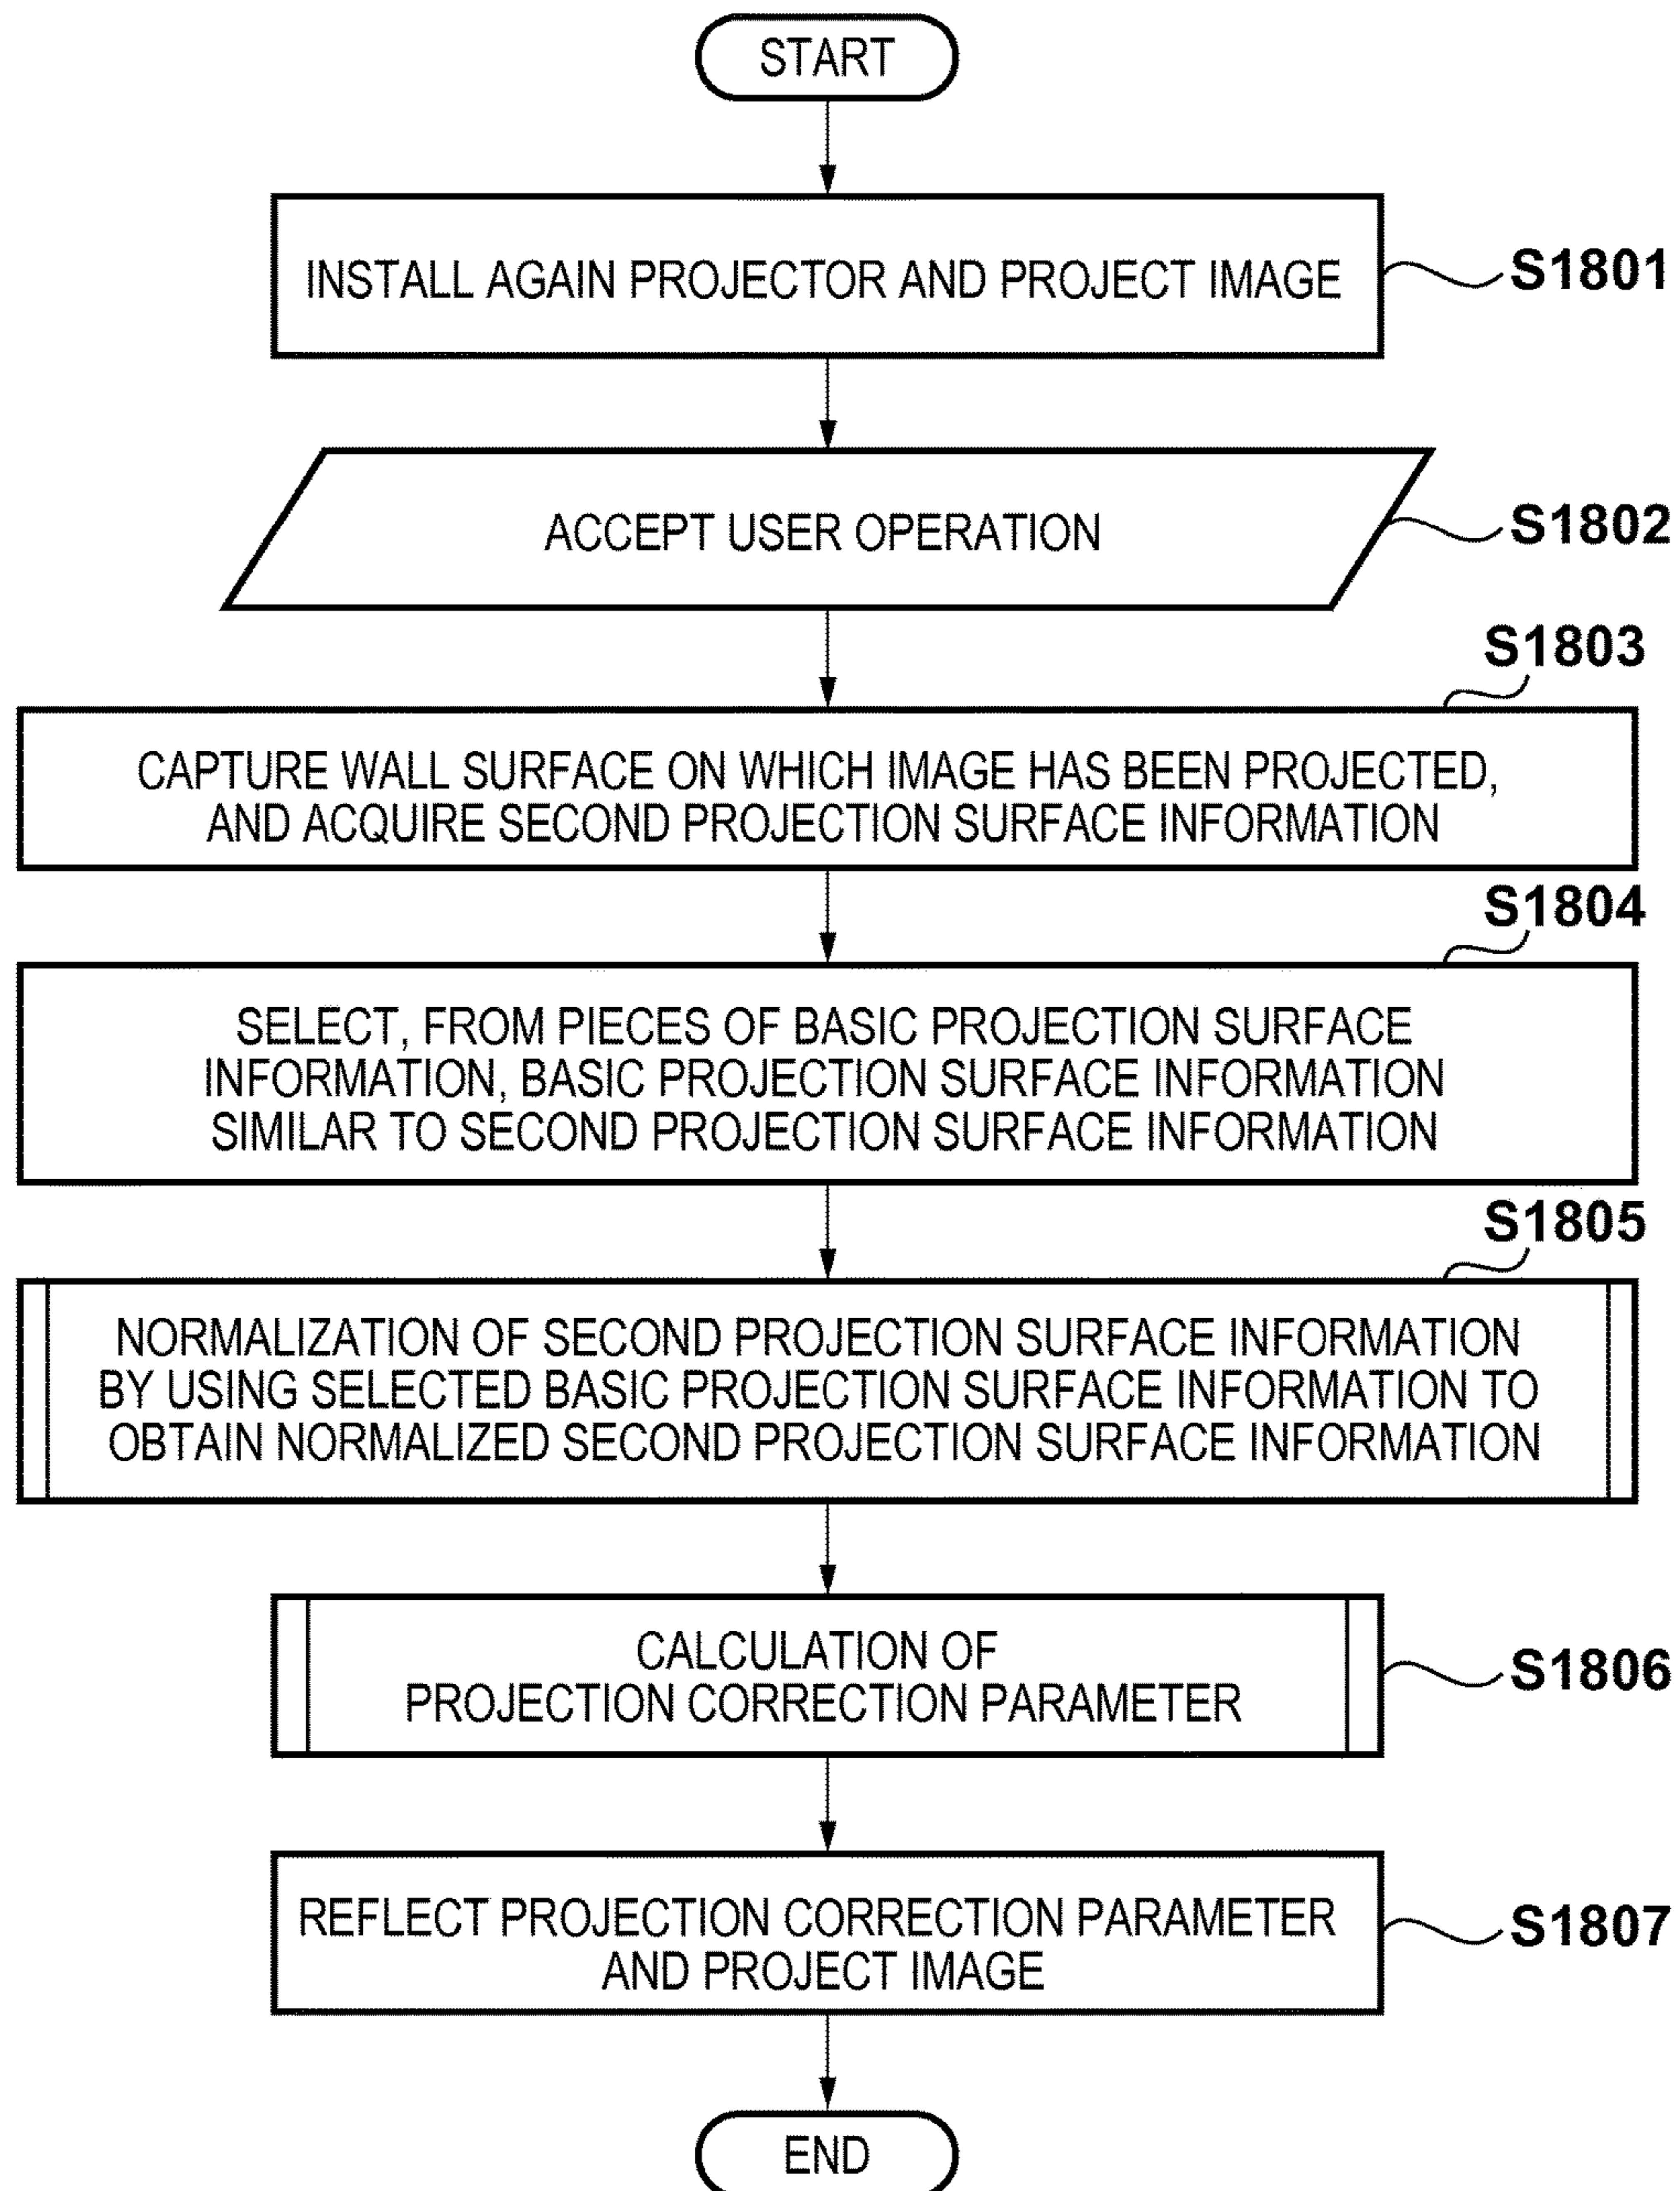 START
INSTALL AGAIN PROJECTOR AND PROJECT IMAGE
S1801
ACCEPT USER OPERATION
S1802
S1803
CAPTURE WALL SURFACE ON WHICH IMAGE HAS BEEN PROJECTED,
AND ACQUIRE SECOND PROJECTION SURFACE INFORMATION
S1804
SELECT, FROM PIECES OF BASIC PROJECTION SURFACE
INFORMATION, BASIC PROJECTION SURFACE INFORMATION
SIMILAR TO SECOND PROJECTION SURFACE INFORMATION
S1805
NORMALIZATION OF SECOND PROJECTION SURFACE INFORMATION
BY USING SELECTED BASIC PROJECTION SURFACE INFORMATION TO
OBTAIN NORMALIZED SECOND PROJECTION SURFACE INFORMATION
CALCULATION OF
PROJECTION CORRECTION PARAMETER
S1806
REFLECT PROJECTION CORRECTION PARAMETER
AND PROJECT IMAGE
S1807
END